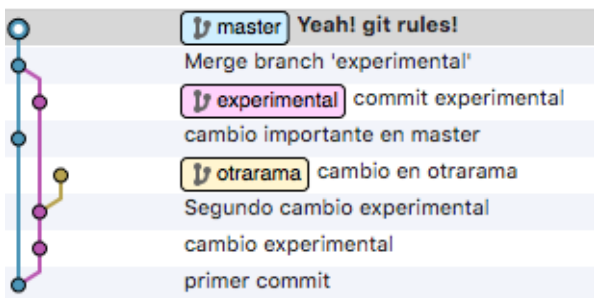 master Yeah! git rules!
Merge branch 'experimental'
experimental commit experimental
cambio importante en master
otrarama cambio en otrarama
Segundo cambio experimental
cambio experimental
primer commit